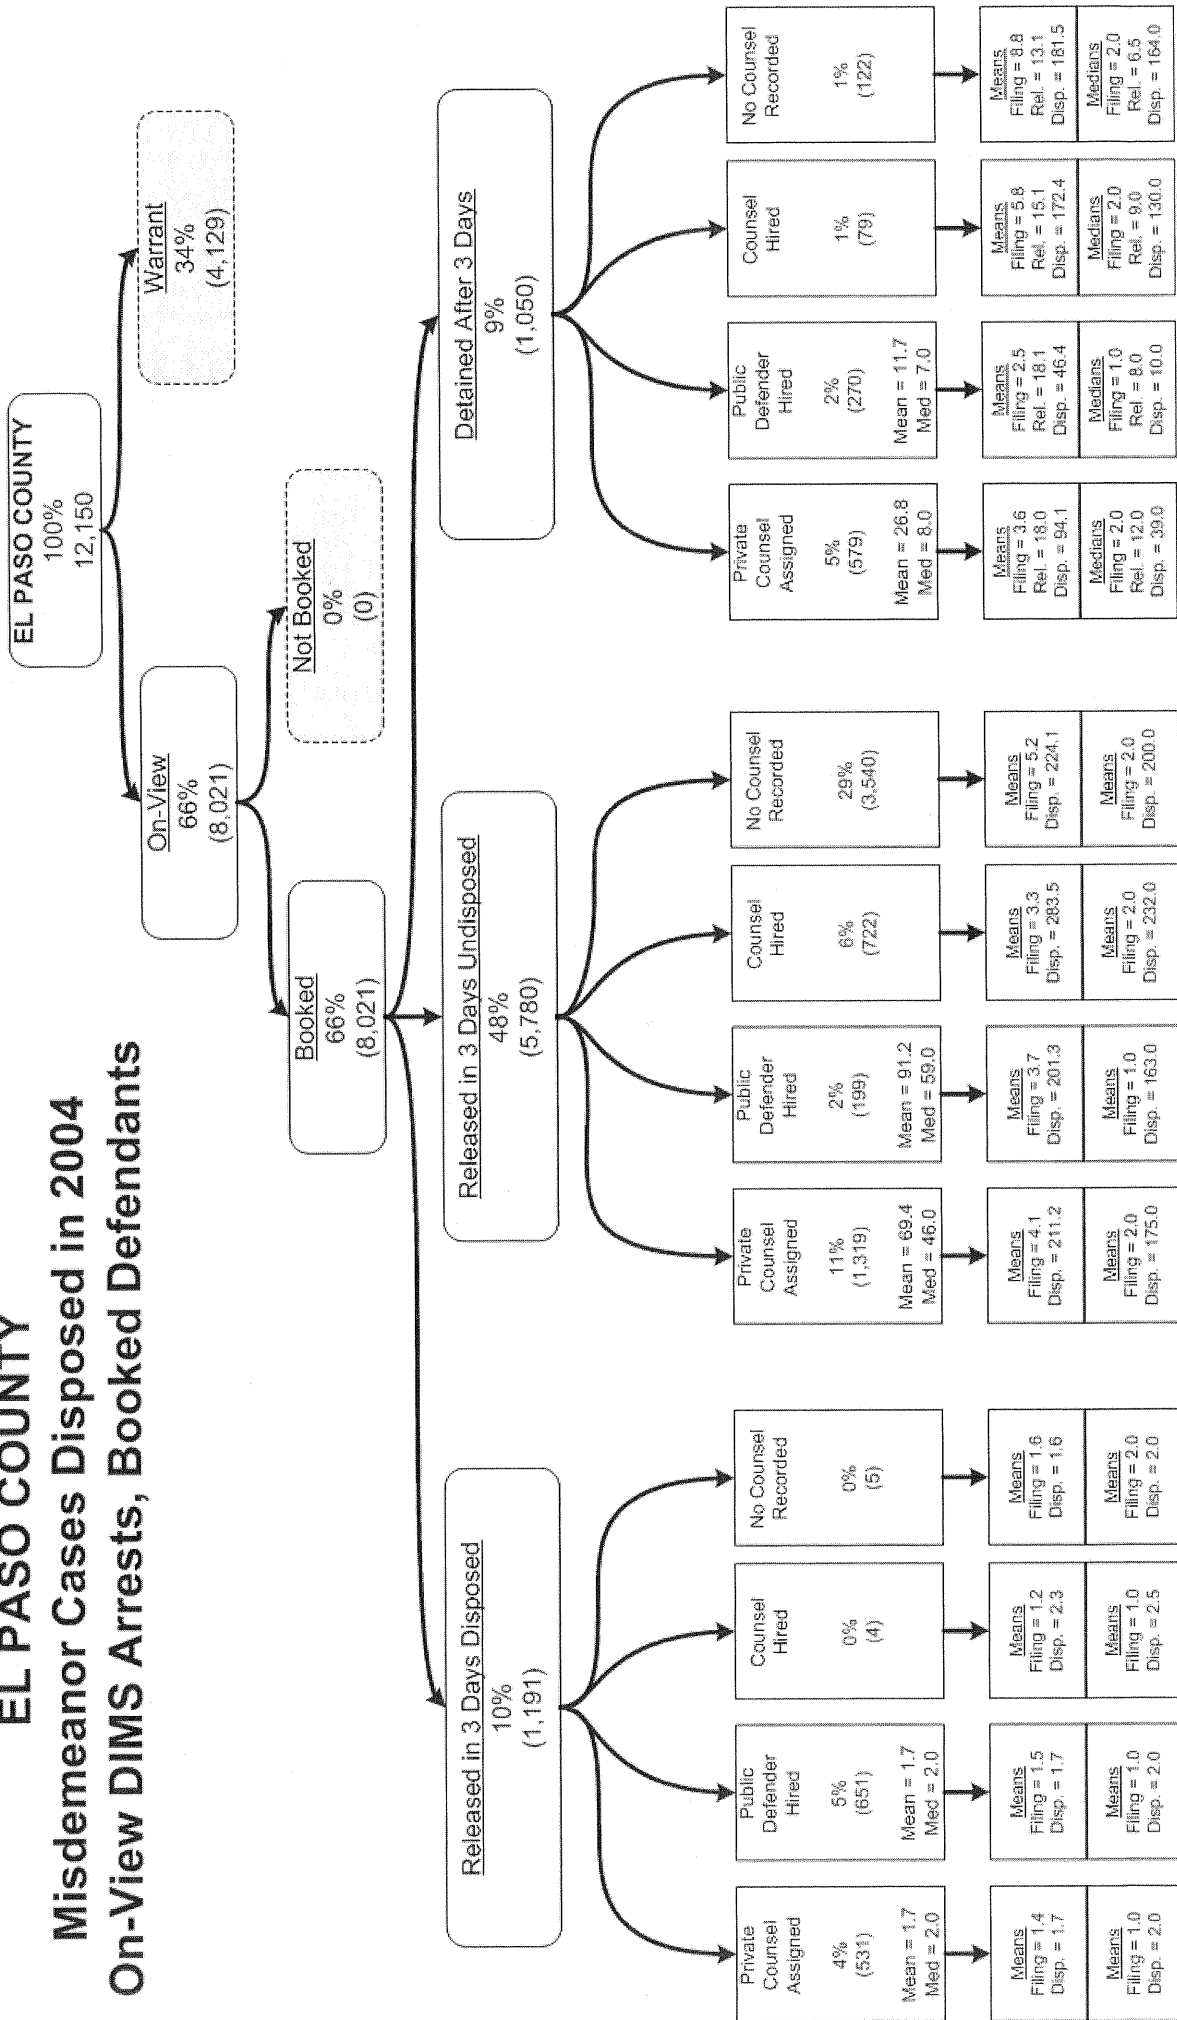 EL PASO COUNTY
Misdemeanor Cases Disposed in 2004
On-View DIMS Arrests, Booked Defendants
EL PASO COUNTY
100%
12,150
On-View
66%
(8,021)
Warrant
34%
(4,129)
Booked
66%
(8,021)
Not Booked
0%
(0)
Released in 3 Days Disposed
10%
(1,191)
Released in 3 Days Undisposed
48%
(5,780)
Detained After 3 Days
9%
(1,050)
Private
Counsel
Assigned
4%
(531)
Mean = 1.7
Med = 2.0
Means
Filing = 1.4
Disp. = 1.7
Means
Filing = 1.0
Disp. = 2.0
Public
Defender
Hired
5%
(651)
Mean = 1.7
Med = 2.0
Means
Filing = 1.5
Disp. = 1.7
Means
Filing = 1.0
Disp. = 2.0
Counsel
Hired
0%
(4)
Means
Filing = 1.2
Disp. = 2.3
Means
Filing = 1.0
Disp. = 2.5
No Counsel
Recorded
0%
(5)
Means
Filing = 1.6
Disp. = 1.6
Means
Filing = 2.0
Disp. = 2.0
Private
Counsel
Assigned
11%
(1,319)
Mean = 69.4
Med = 46.0
Means
Filing = 4.1
Disp. = 211.2
Means
Filing = 2.0
Disp. = 175.0
Public
Defender
Hired
2%
(199)
Mean = 91.2
Med = 59.0
Means
Filing = 3.7
Disp. = 201.3
Means
Filing = 1.0
Disp. = 163.0
Counsel
Hired
6%
(722)
Means
Filing = 3.3
Disp. = 283.5
Means
Filing = 2.0
Disp. = 232.0
No Counsel
Recorded
29%
(3,540)
Means
Filing = 5.2
Disp. = 224.1
Means
Filing = 2.0
Disp. = 200.0
Private
Counsel
Assigned
5%
(579)
Mean = 26.8
Med = 8.0
Means
Filing = 3.6
Rel. = 18.0
Disp. = 94.1
Medians
Filing = 2.0
Rel. = 12.0
Disp. = 39.0
Public
Defender
Hired
2%
(270)
Mean = 11.7
Med = 7.0
Means
Filing = 2.5
Rel. = 18.1
Disp. = 46.4
Medians
Filing = 1.0
Rel. = 8.0
Disp. = 10.0
Counsel
Hired
1%
(79)
Means
Filing = 5.8
Rel. = 15.1
Disp. = 172.4
Medians
Filing = 2.0
Rel. = 9.0
Disp. = 130.0
No Counsel
Recorded
1%
(122)
Means
Filing = 8.8
Rel. = 13.1
Disp. = 181.5
Medians
Filing = 2.0
Rel. = 6.5
Disp. = 164.0